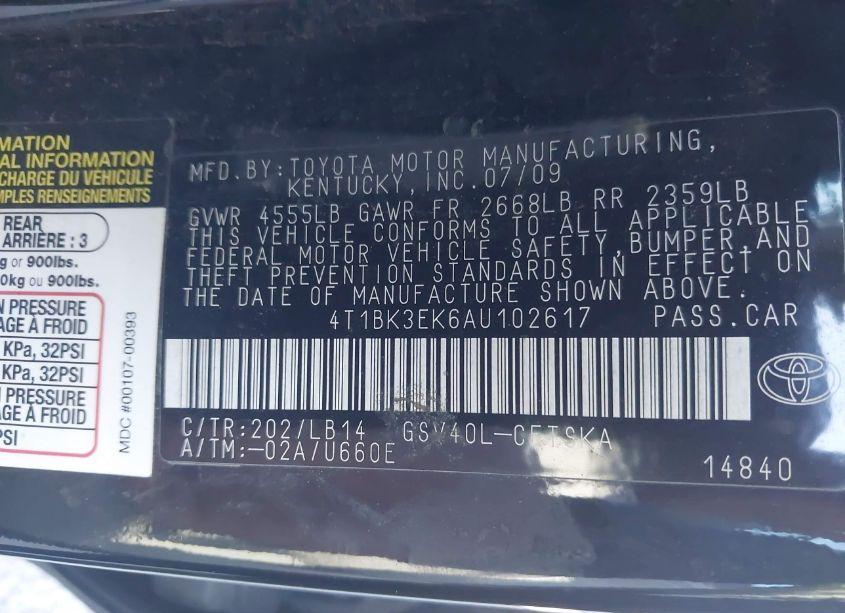 MATION
AL INFORMATION
CHARGE DU VÉHICULE
MPLES RENSEIGNEMENTS
REAR
ARRIÈRE : 3
g or 900lbs.
0kg ou 900lbs.
N PRESSURE
AGE À FROID
KPa, 32PSI
KPa, 32PSI
N PRESSURE
AGE À FROID
PSI
MDC #00107-00393
MFD.BY:TOYOTA MOTOR MANUFACTURING,
KENTUCKY,INC.07/09
GVWR 4555LB GAWR FR 2668LB RR 2359LB
THIS VEHICLE CONFORMS TO ALL APPLICABLE
FEDERAL MOTOR VEHICLE SAFETY,BUMPER,AND
THEFT PREVENTION STANDARDS IN EFFECT ON
THE DATE OF MANUFACTURE SHOWN ABOVE.
4T1BK3EK6AU102617 PASS.CAR
C/TR:202/LB14 GSV40L-CETSKA
A/TM:-02A/U660E
14840